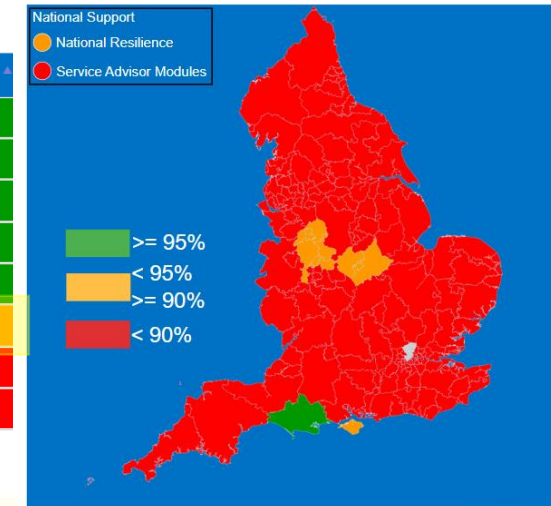 National Support
National Resilience
Service Advisor Modules
>= 95%
< 95%
>= 90%
< 90%